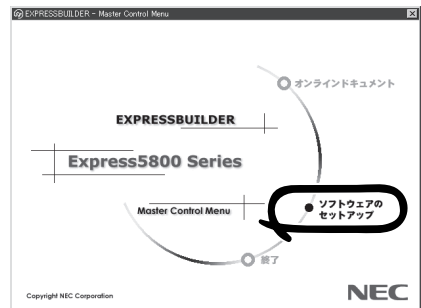 EXPRESSBUILDER - Master Control Menu
オンラインドキュメント
EXPRESSBUILDER
Express5800 Series
Master Control Menu
ソフトウェアの
セットアップ
終了
Copyright NEC Corporation
NEC